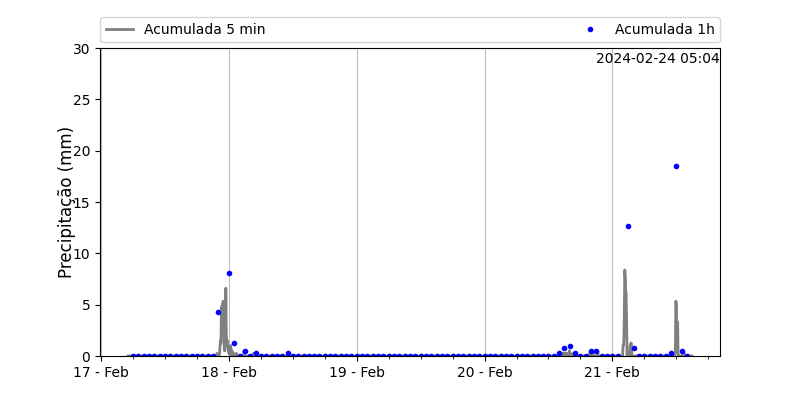 Acumulada 5 min
Acumulada 1h
2024-02-24 05:04
Precipitação (mm)
30
25
20
15
10
5
0
17 - Feb
18 - Feb
19 - Feb
20 - Feb
21 - Feb